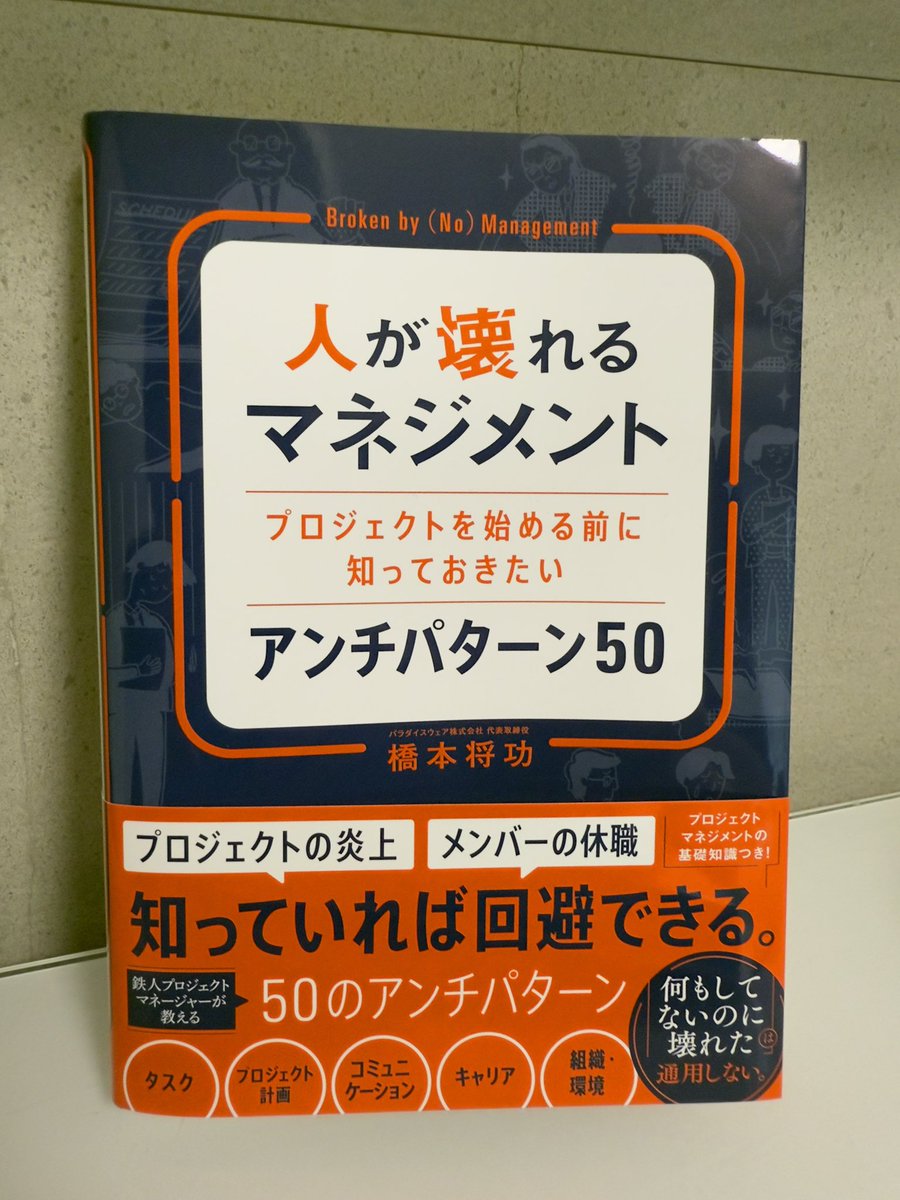 SCHEDUL
Broken by (No) Management
人が壊れる
マネジメント
プロジェクトを始める前に
知っておきたい
アンチパターン50
パラダイスウェア株式会社 代表取締役
橋本将功
プロジェクトの炎上
メンバーの休職
プロジェクト
マネジメントの
基礎知識つき!
知っていれば回避できる。
鉄人プロジェクト
マネージャーが
教える
50のアンチパターン
「何もして
ないのに
壊れた」は
通用しない。
タスク
プロジェクト
計画
コミュニ
ケーション
キャリア
組織・
環境